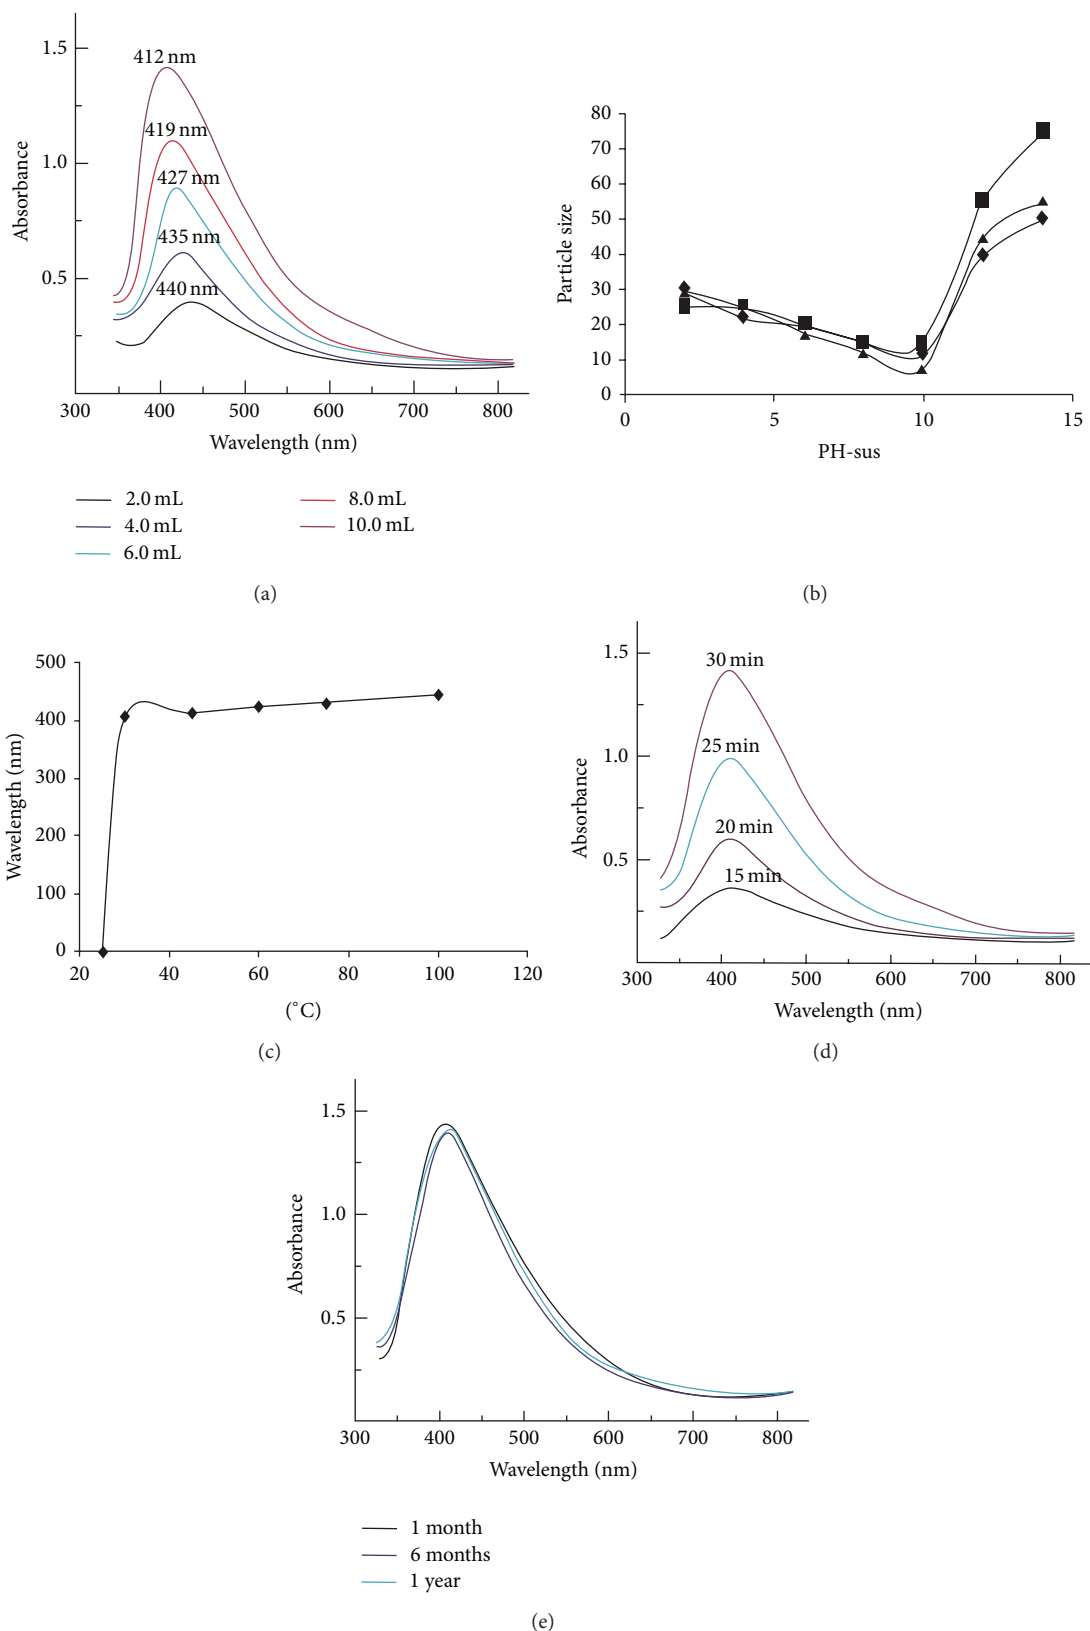 1.5
1.0
0.5
Absorbance
412 nm
419 nm
427 nm
435 nm
440 nm
300 400 500 600 700 800
Wavelength (nm)
2.0 mL
4.0 mL
6.0 mL
8.0 mL
10.0 mL
(a)
80
70
60
50
40
30
20
10
0
Particle size
0 5 10 15
PH-sus
(b)
500
400
300
200
100
0
Wavelength (nm)
20 40 60 80 100 120
(°C)
(c)
1.5
1.0
0.5
Absorbance
30 min
25 min
20 min
15 min
300 400 500 600 700 800
Wavelength (nm)
(d)
1.5
1.0
0.5
Absorbance
300 400 500 600 700 800
Wavelength (nm)
1 month
6 months
1 year
(e)